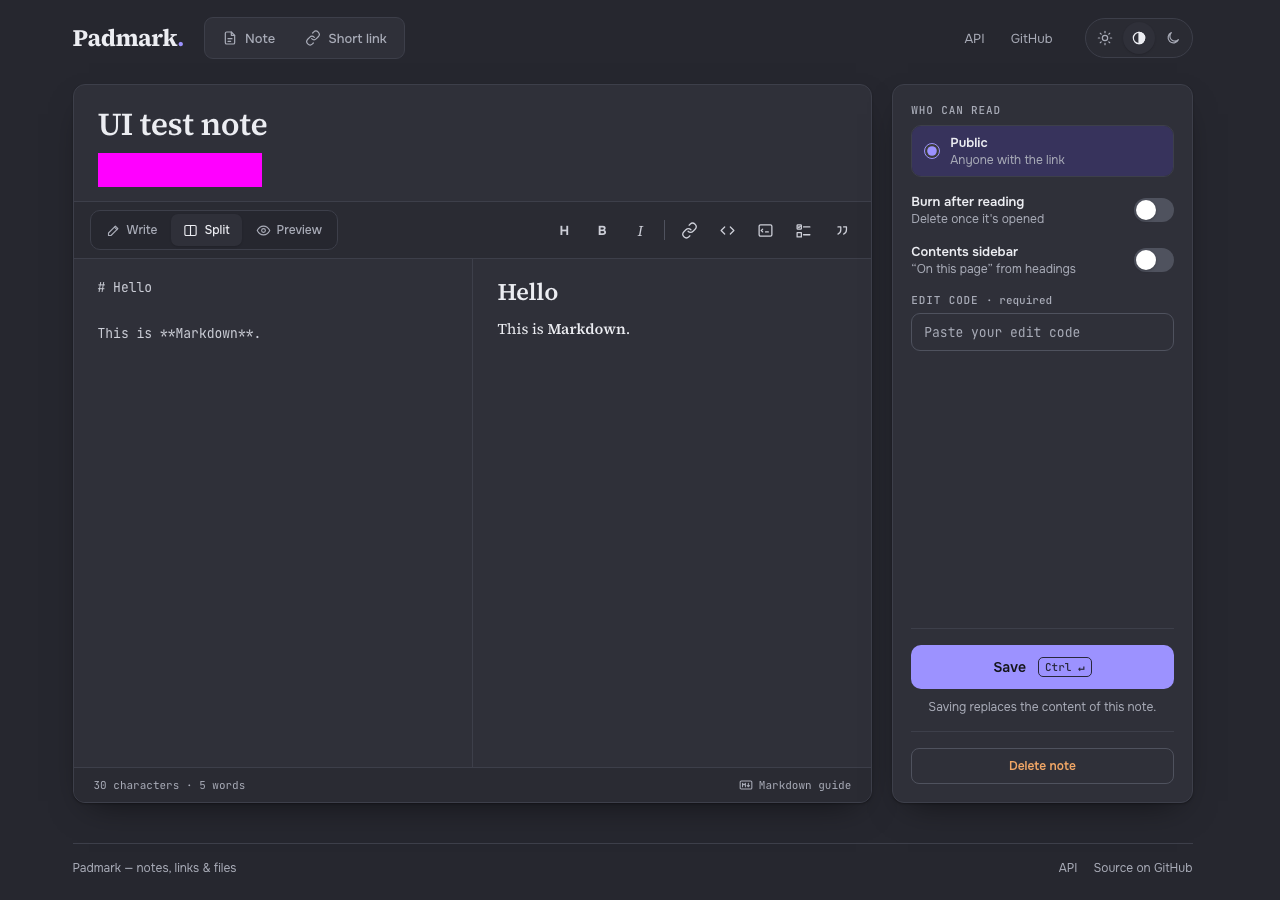 Padmark.
Note
Short link
API
GitHub
UI test note
Write
Split
Preview
H
B
I
# Hello
This is **Markdown**.
Hello
This is Markdown.
30 characters · 5 words
Markdown guide
WHO CAN READ
Public
Anyone with the link
Burn after reading
Delete once it's opened
Contents sidebar
“On this page” from headings
EDIT CODE · required
Paste your edit code
Save Ctrl ↵
Saving replaces the content of this note.
Delete note
Padmark — notes, links & files
API
Source on GitHub